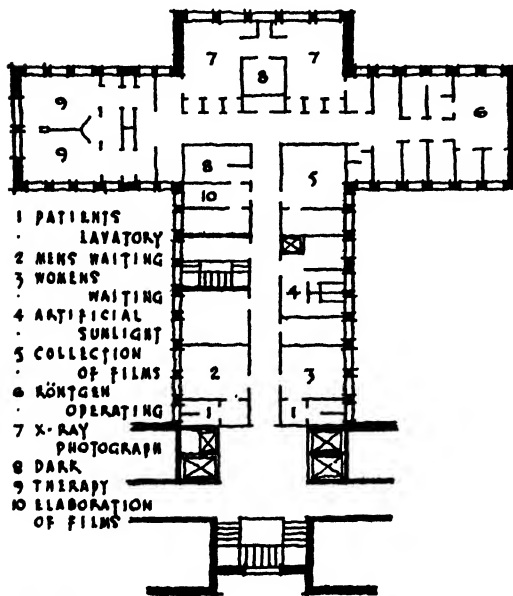 7 7
8
9
6
9
8
5
10
1 PATIENTS
· LAVATORY
2 MENS WAITING
3 WOMENS
· WAITING
4 ARTIFICIAL
· SUNLIGHT
5 COLLECTION
· OF FILMS
6 RÖNTGEN
· OPERATING
7 X-RAY
PHOTOGRAPH
8 DARK
9 THERAPY
10 ELABORATION
OF FILMS
4
2 3
1 1